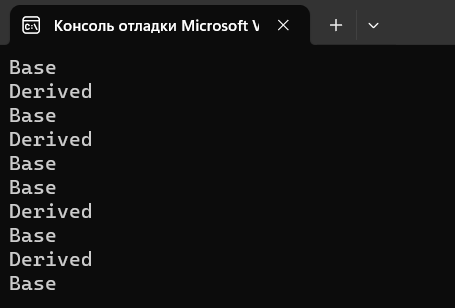 Консоль отладки Microsoft V
Base
Derived
Base
Derived
Base
Base
Derived
Base
Derived
Base